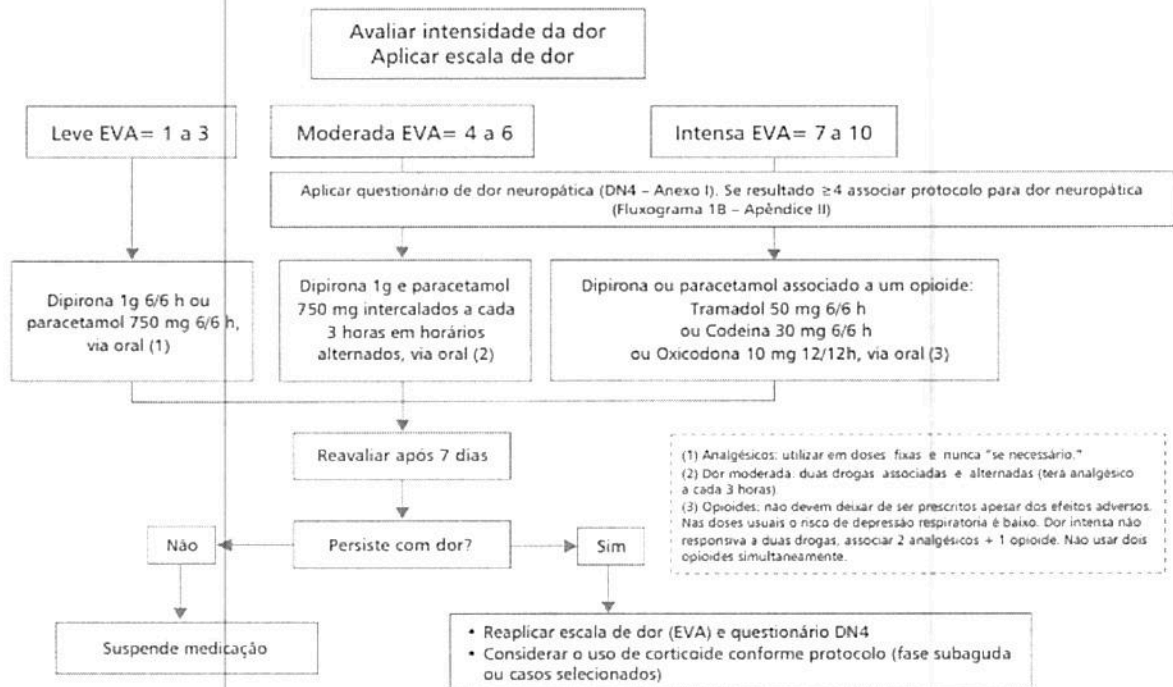 Avaliar intensidade da dor
Aplicar escala de dor
Leve EVA= 1 a 3
Moderada EVA= 4 a 6
Intensa EVA= 7 a 10
Aplicar questionário de dor neuropática (DN4 – Anexo I). Se resultado ≥4 associar protocolo para dor neuropática
(Fluxograma 1B – Apêndice II)
Dipirona 1g 6/6 h ou
paracetamol 750 mg 6/6 h,
via oral (1)
Dipirona 1g e paracetamol
750 mg intercalados a cada
3 horas em horários
alternados, via oral (2)
Dipirona ou paracetamol associado a um opioide:
Tramadol 50 mg 6/6 h
ou Codeina 30 mg 6/6 h
ou Oxicodona 10 mg 12/12h, via oral (3)
Reavaliar após 7 dias
(1) Analgésicos: utilizar em doses fixas e nunca "se necessário."
(2) Dor moderada: duas drogas associadas e alternadas (terá analgésico
a cada 3 horas).
(3) Opioides: não devem deixar de ser prescritos apesar dos efeitos adversos.
Nas doses usuais o risco de depressão respiratória é baixo. Dor intensa não
responsiva a duas drogas, associar 2 analgésicos + 1 opioide. Não usar dois
opioides simultaneamente.
Não
Persiste com dor?
Sim
Suspende medicação
• Reaplicar escala de dor (EVA) e questionário DN4
• Considerar o uso de corticoide conforme protocolo (fase subaguda
ou casos selecionados)